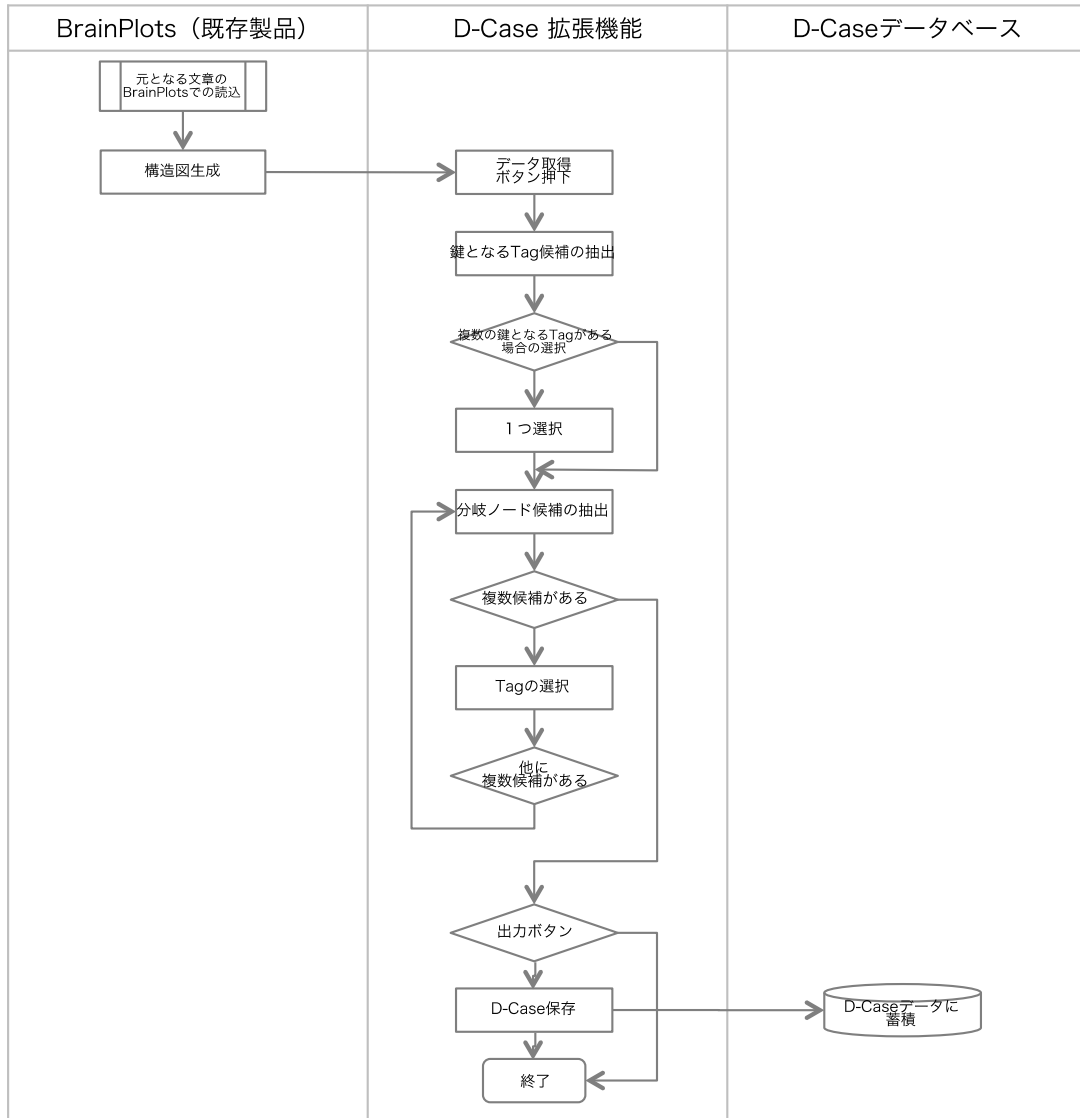 BrainPlots（既存製品）
D-Case 拡張機能
D-Caseデータベース
元となる文章の
BrainPlotsでの読込
構造図生成
データ取得
ボタン押下
鍵となるTag候補の抽出
複数の鍵となるTagがある
場合の選択
１つ選択
分岐ノード候補の抽出
複数候補がある
Tagの選択
他に
複数候補がある
出力ボタン
D-Case保存
D-Caseデータに
蓄積
終了